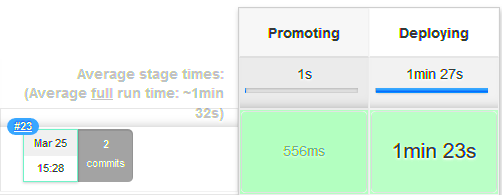 Promoting Deploying
Average stage times: 1s 1min 27s
(Average full run time: ~1min
32s)
#23
Mar 25 2
15:28 commits
556ms 1min 23s